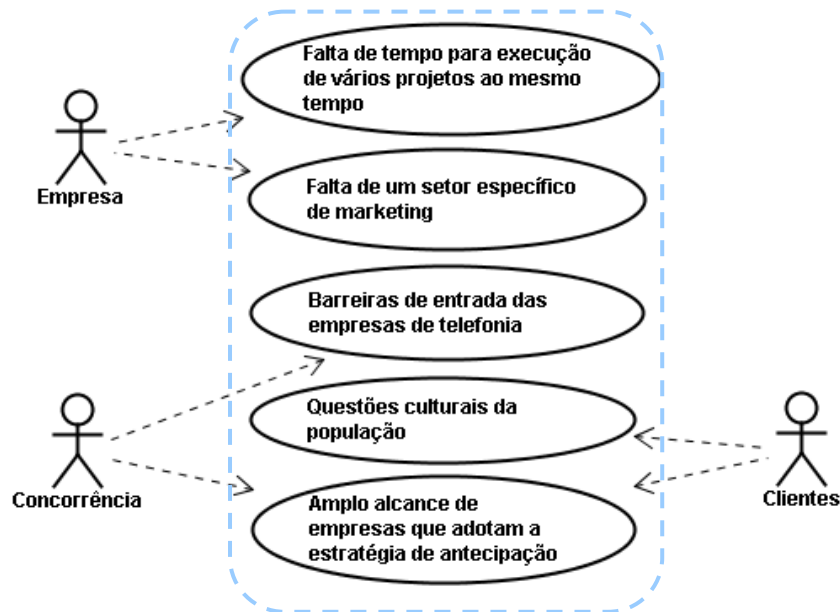 Falta de tempo para execução
de vários projetos ao mesmo
tempo
Empresa
Falta de um setor específico
de marketing
Barreiras de entrada das
empresas de telefonia
Questões culturais da
população
Concorrência
Clientes
Amplo alcance de
empresas que adotam a
estratégia de antecipação